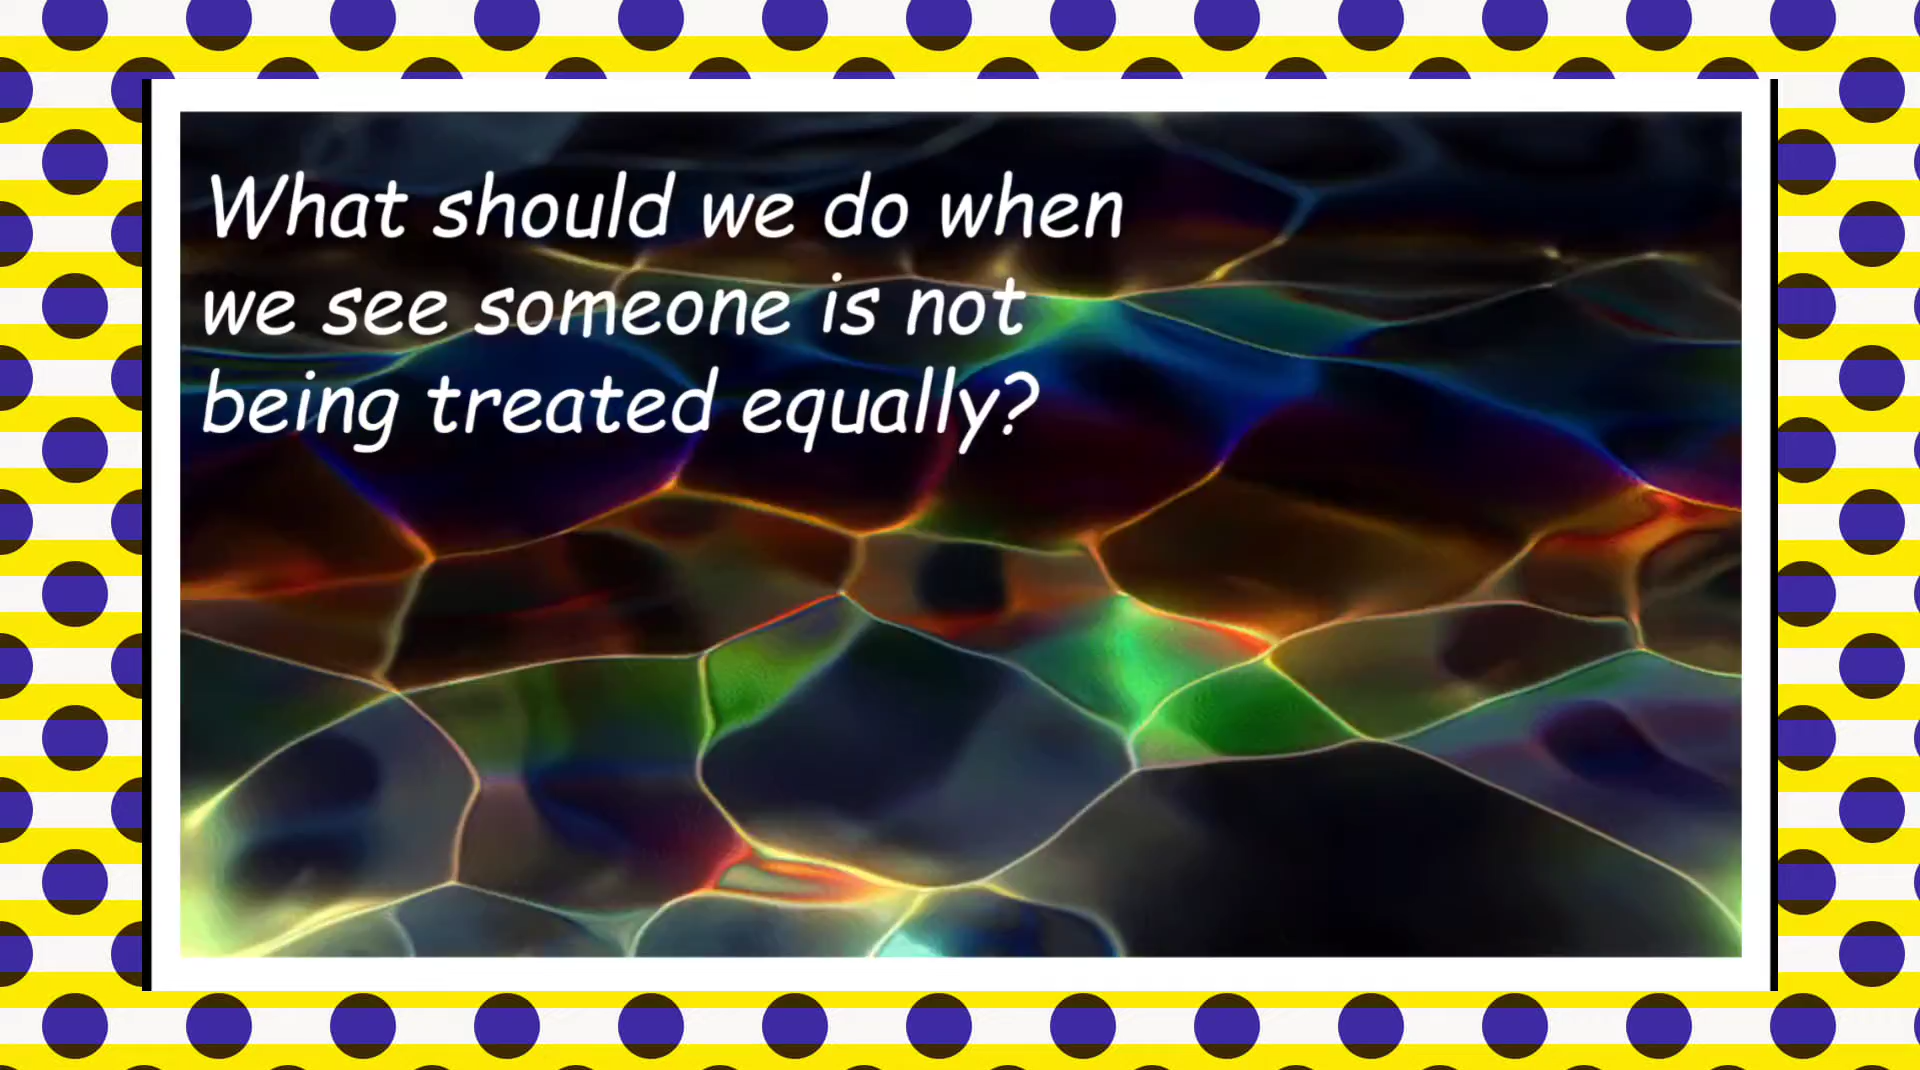 What should we do when
we see someone is not
being treated equally?